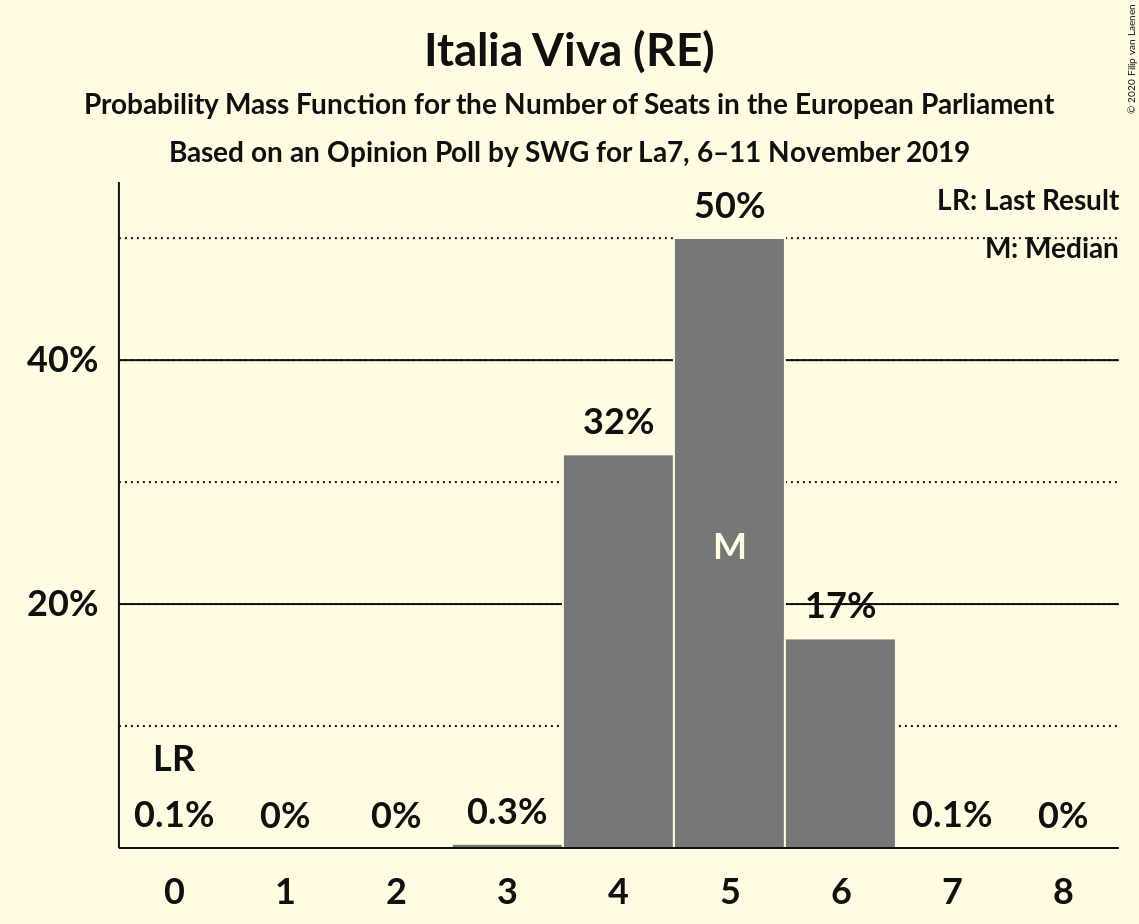 Italia Viva (RE)
Probability Mass Function for the Number of Seats in the European Parliament
Based on an Opinion Poll by SWG for La7, 6–11 November 2019
© 2020 Filip van Laenen
LR: Last Result
M: Median
50%
40%
32%
M
20%
17%
LR
0.1% 0% 0% 0.3% 0.1% 0%
0 1 2 3 4 5 6 7 8